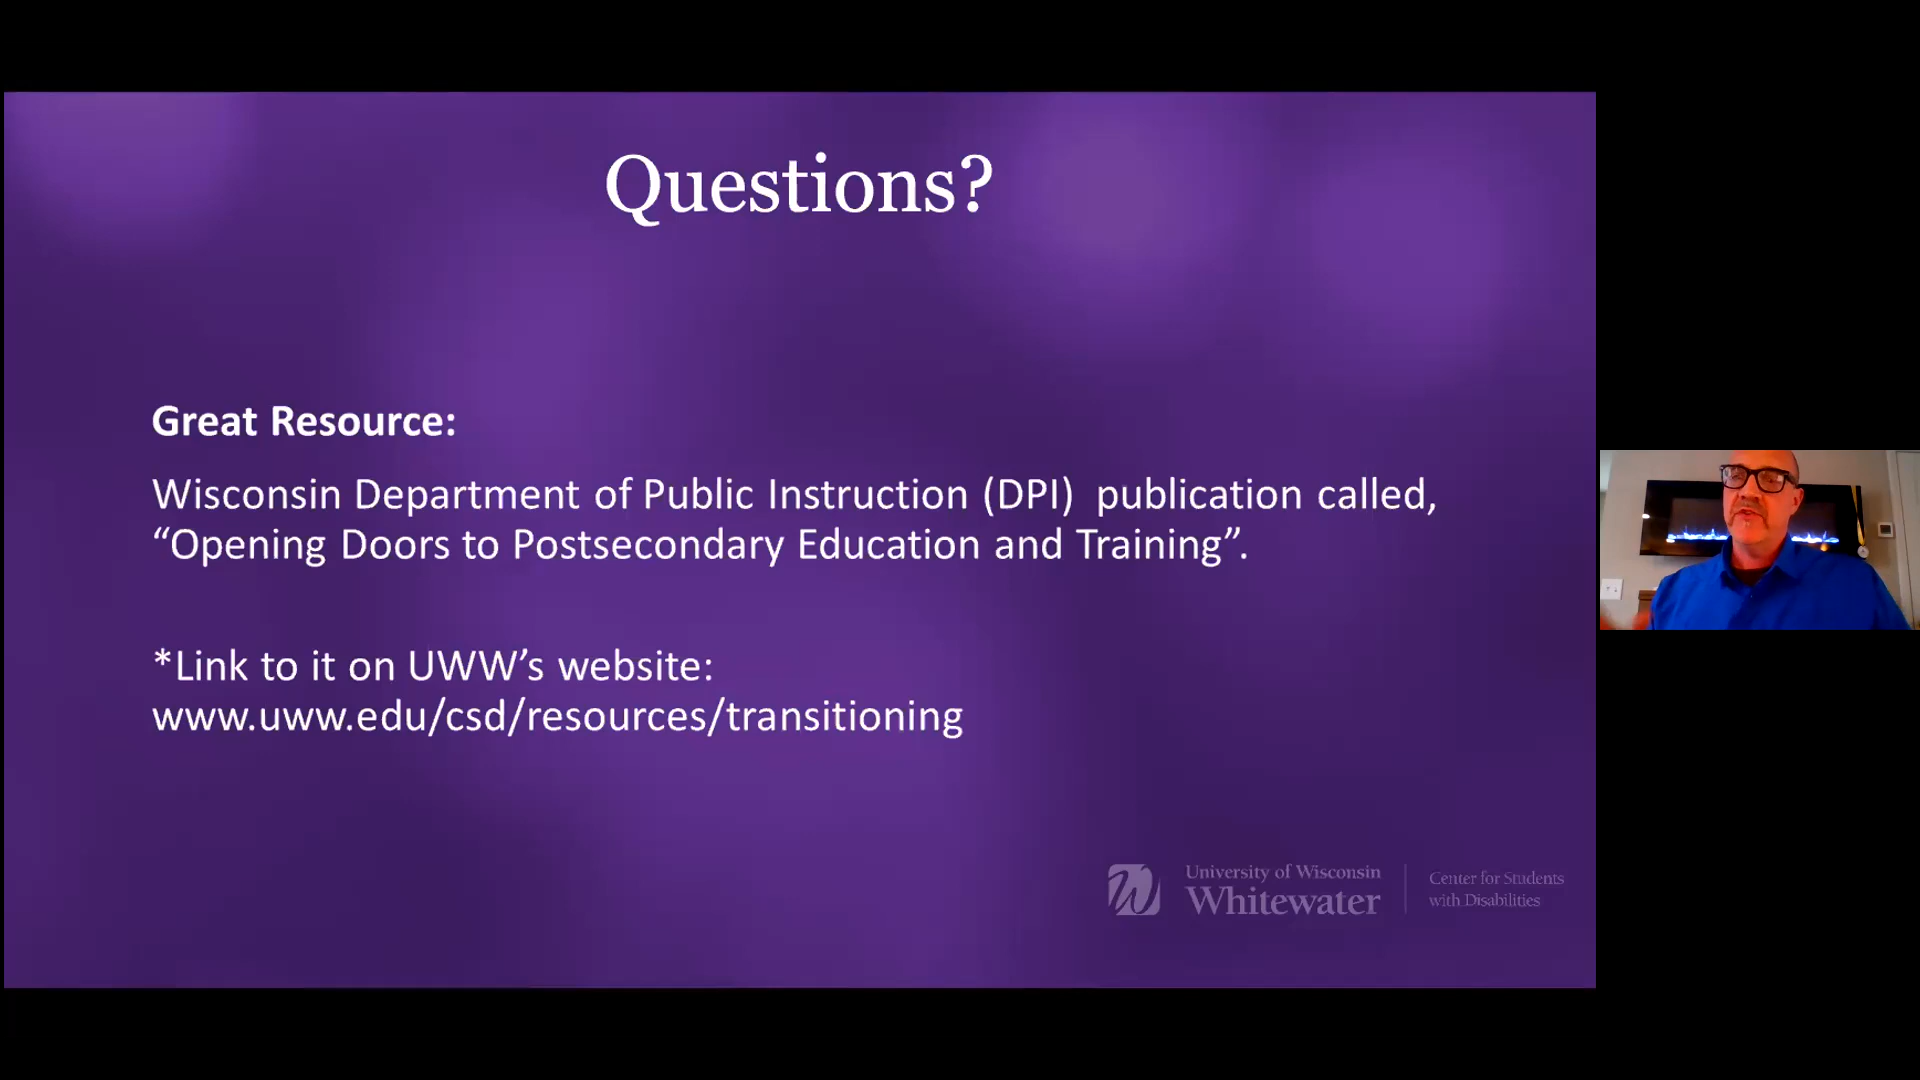 Questions?
Great Resource:
Wisconsin Department of Public Instruction (DPI)  publication called,
“Opening Doors to Postsecondary Education and Training”.
*Link to it on UWW’s website:
www.uww.edu/csd/resources/transitioning
University of Wisconsin
Whitewater
Center for Students
with Disabilities